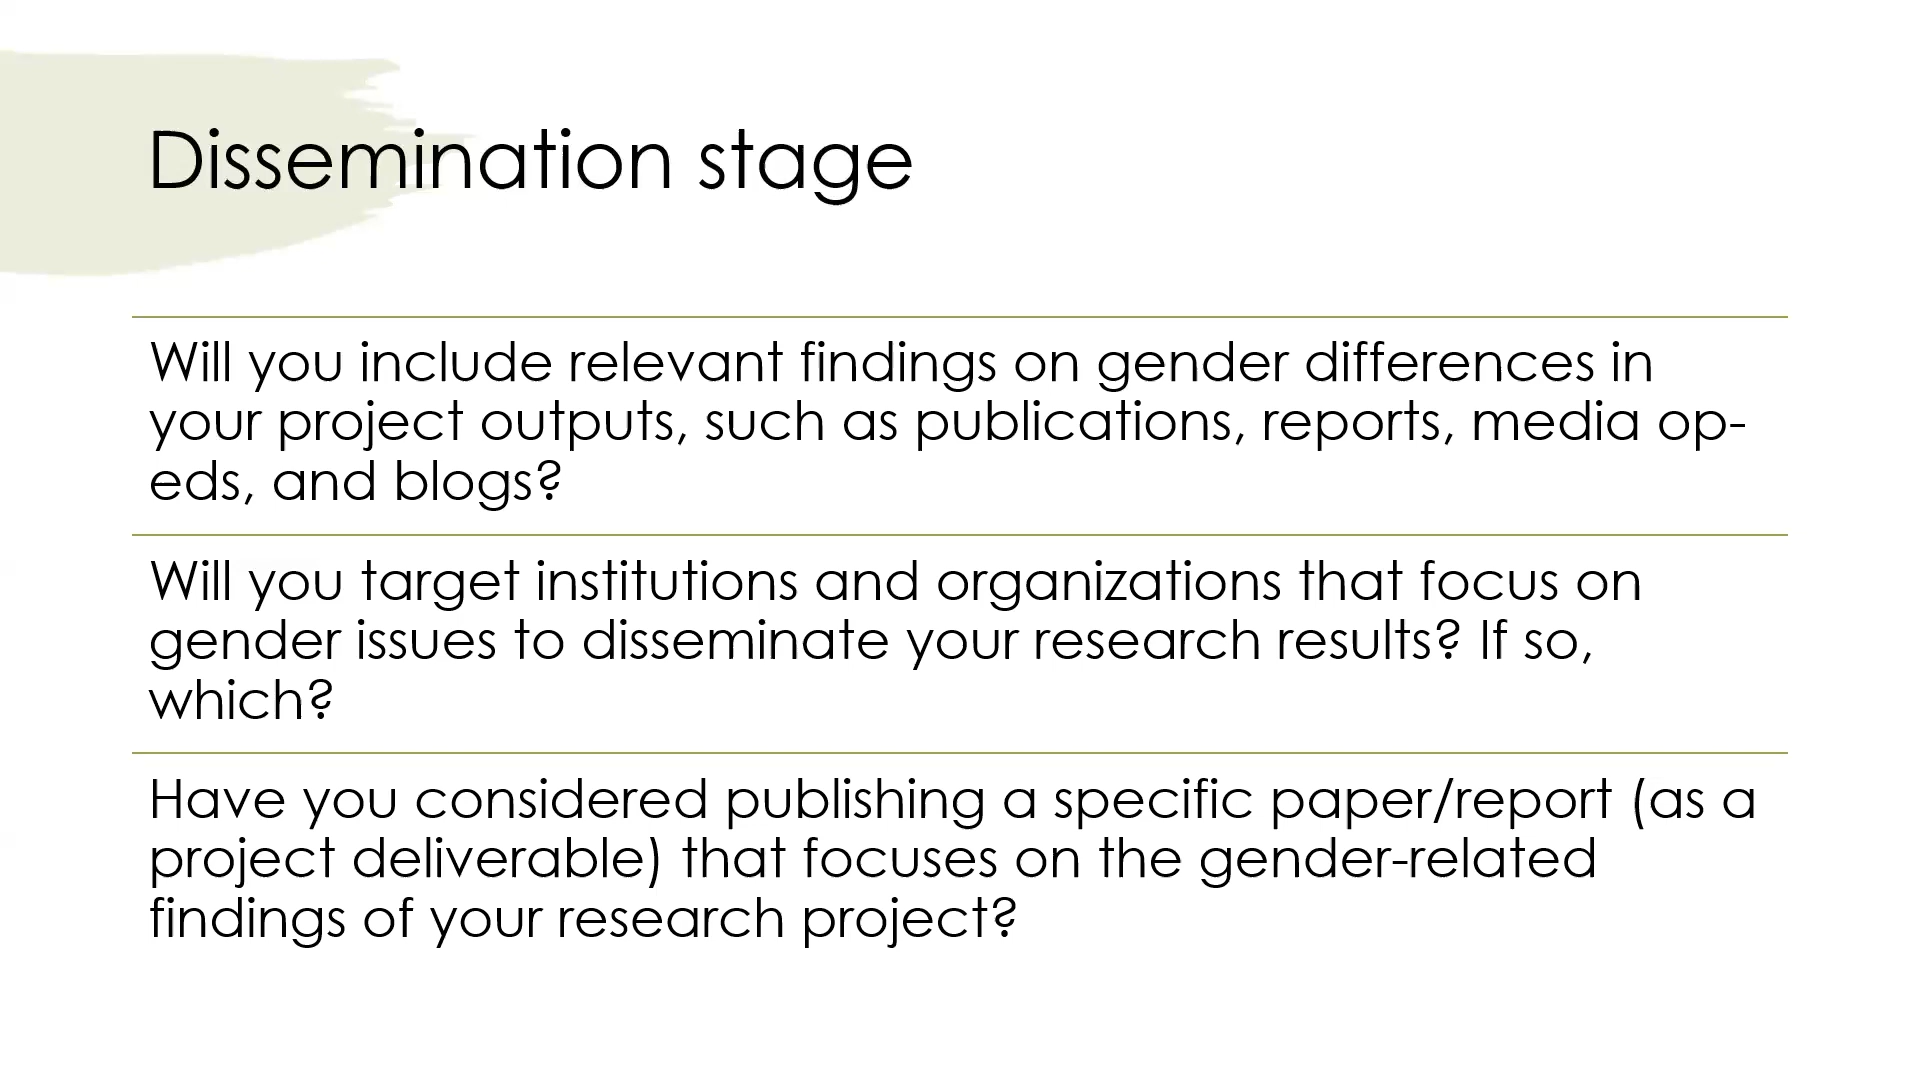 Dissemination stage
Will you include relevant findings on gender differences in
your project outputs, such as publications, reports, media op-
eds, and blogs?
Will you target institutions and organizations that focus on
gender issues to disseminate your research results? If so,
which?
Have you considered publishing a specific paper/report (as a
project deliverable) that focuses on the gender-related
findings of your research project?